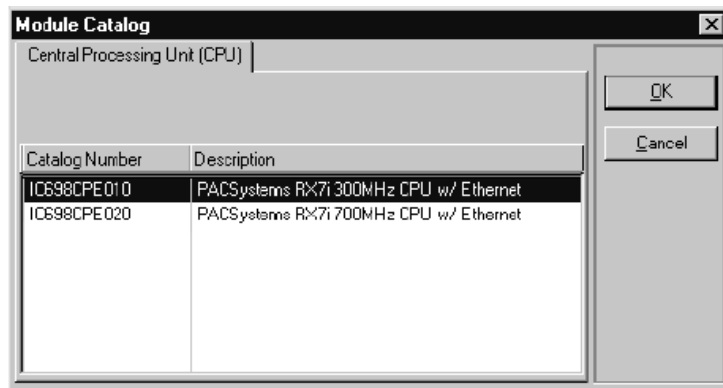 Module Catalog
Central Processing Unit (CPU)
OK
Cancel
Catalog Number Description
IC698CPE010 PACSystems RX7i 300MHz CPU w/ Ethernet
IC698CPE020 PACSystems RX7i 700MHz CPU w/ Ethernet